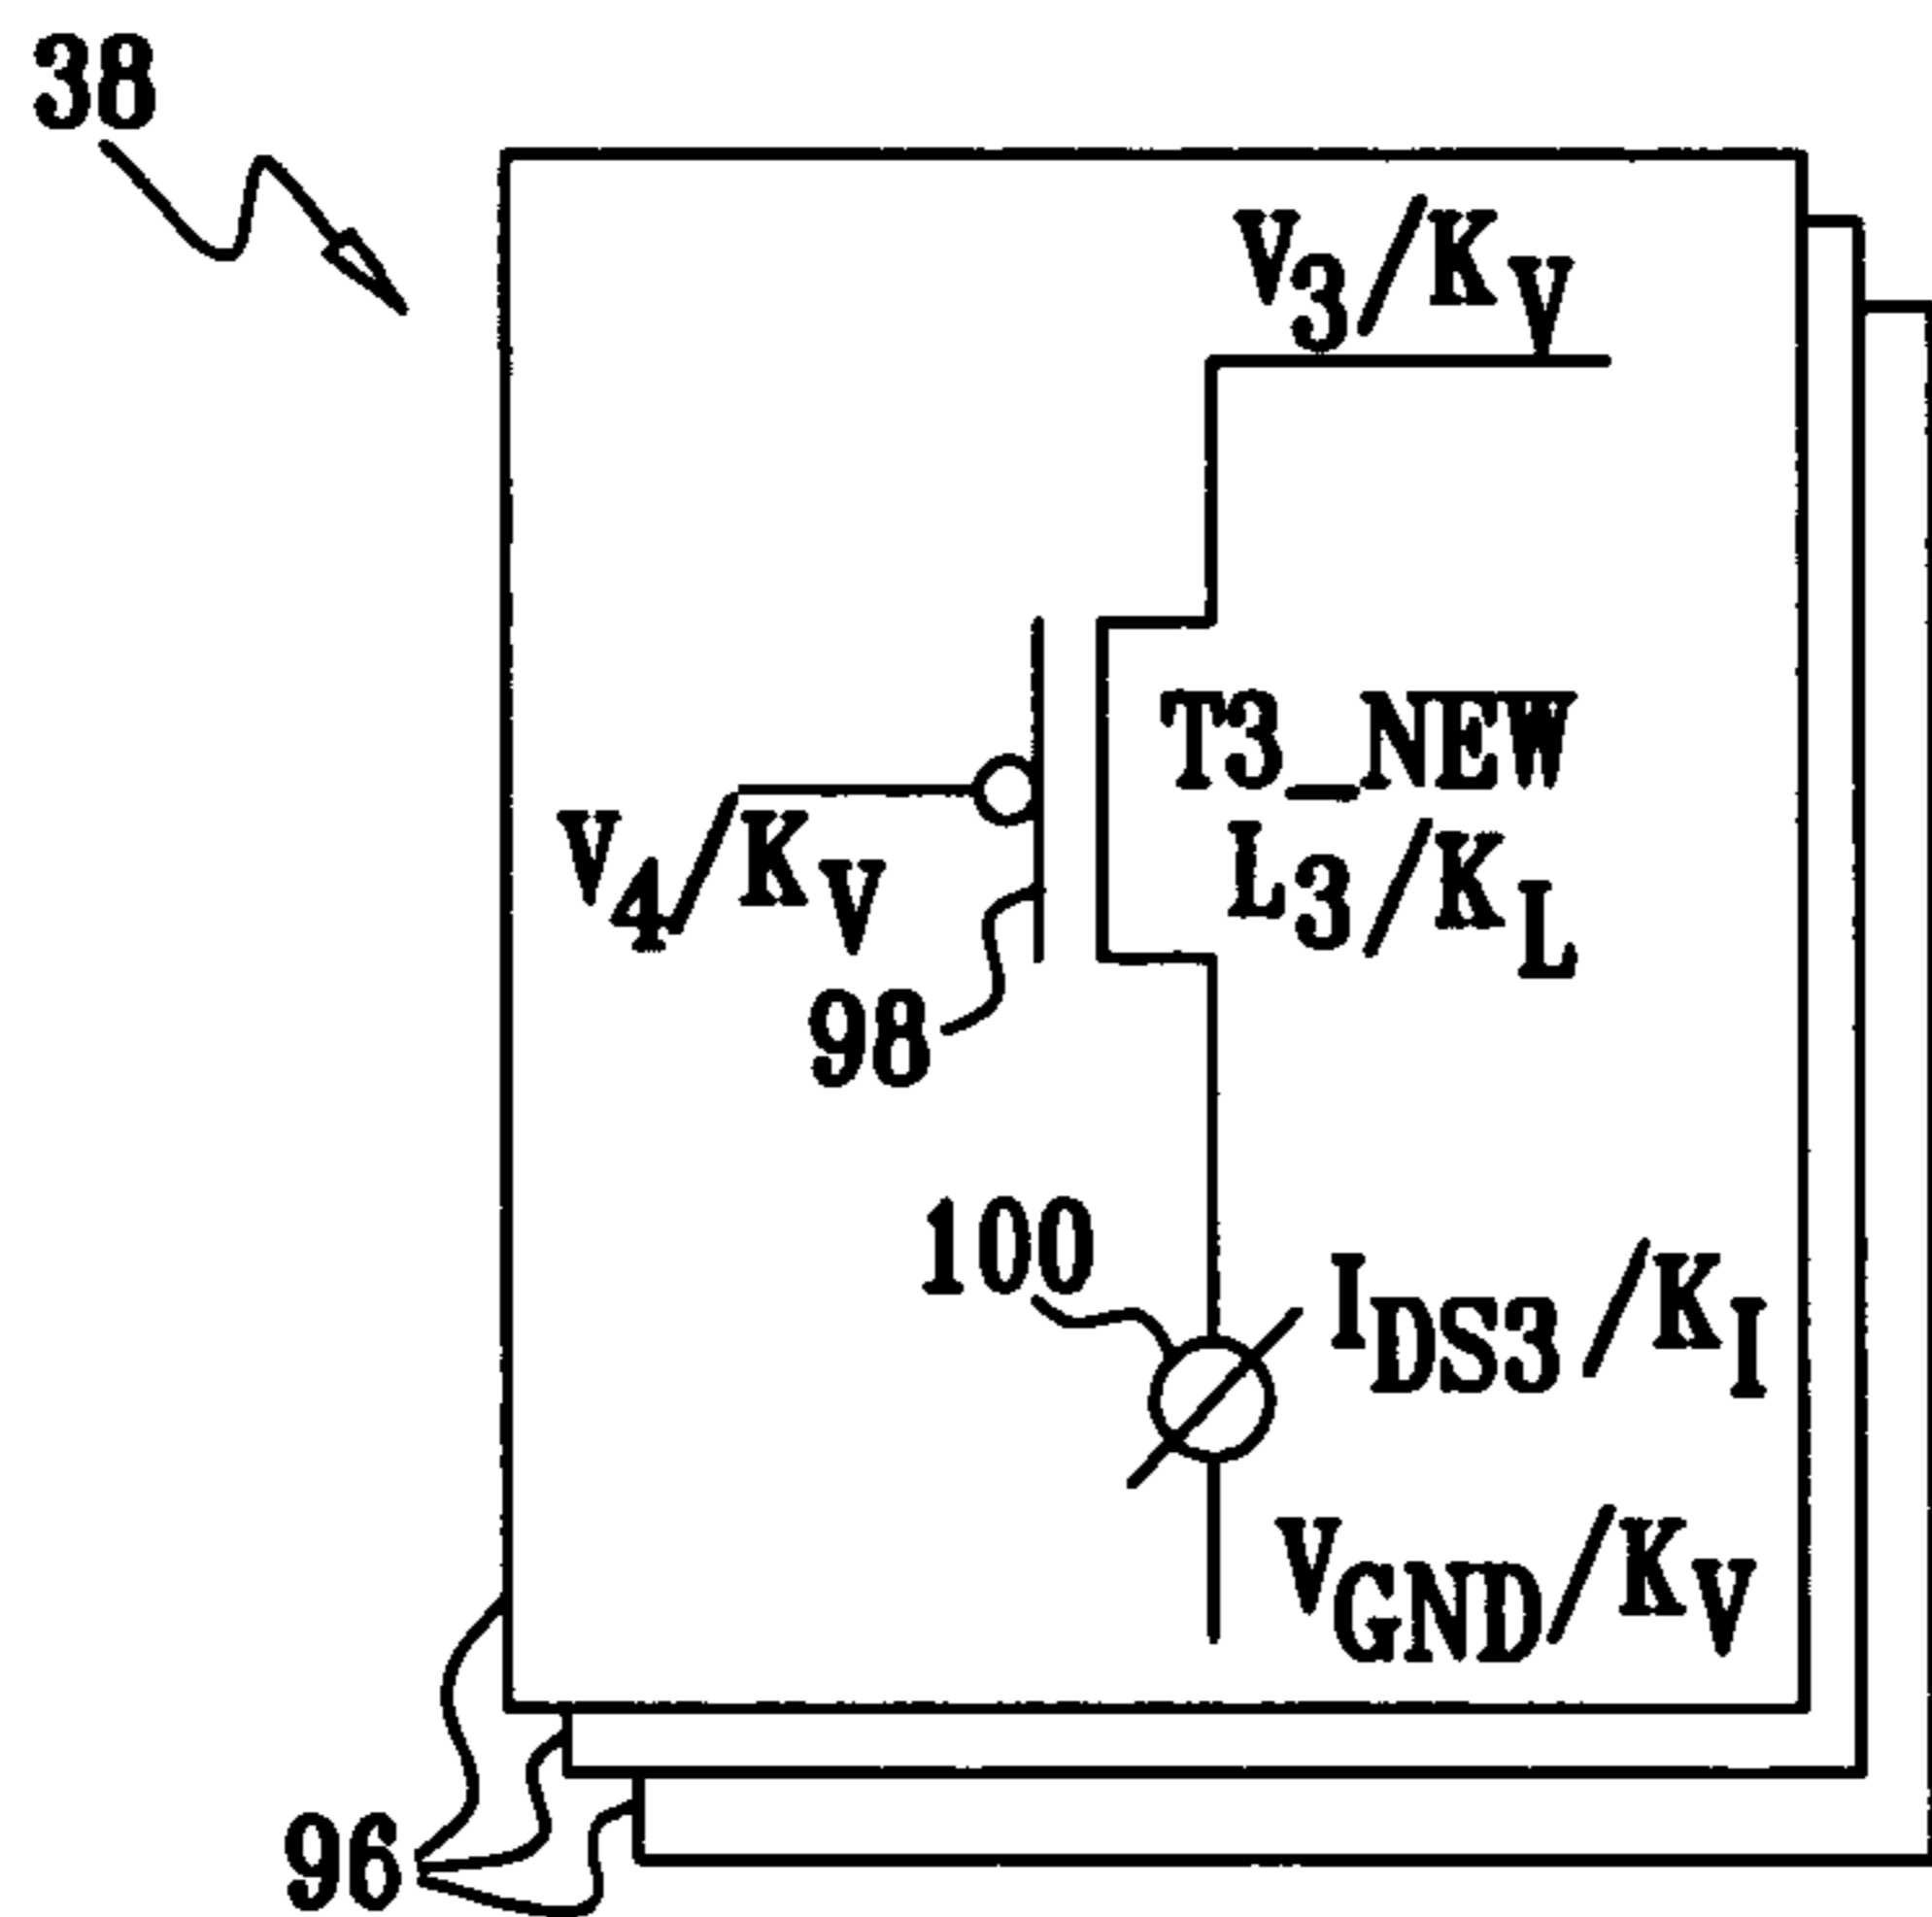 38
V3/KV
T3_NEW
L3/KL
V4/KV
98
100
IDS3/KI
VGND/KV
96